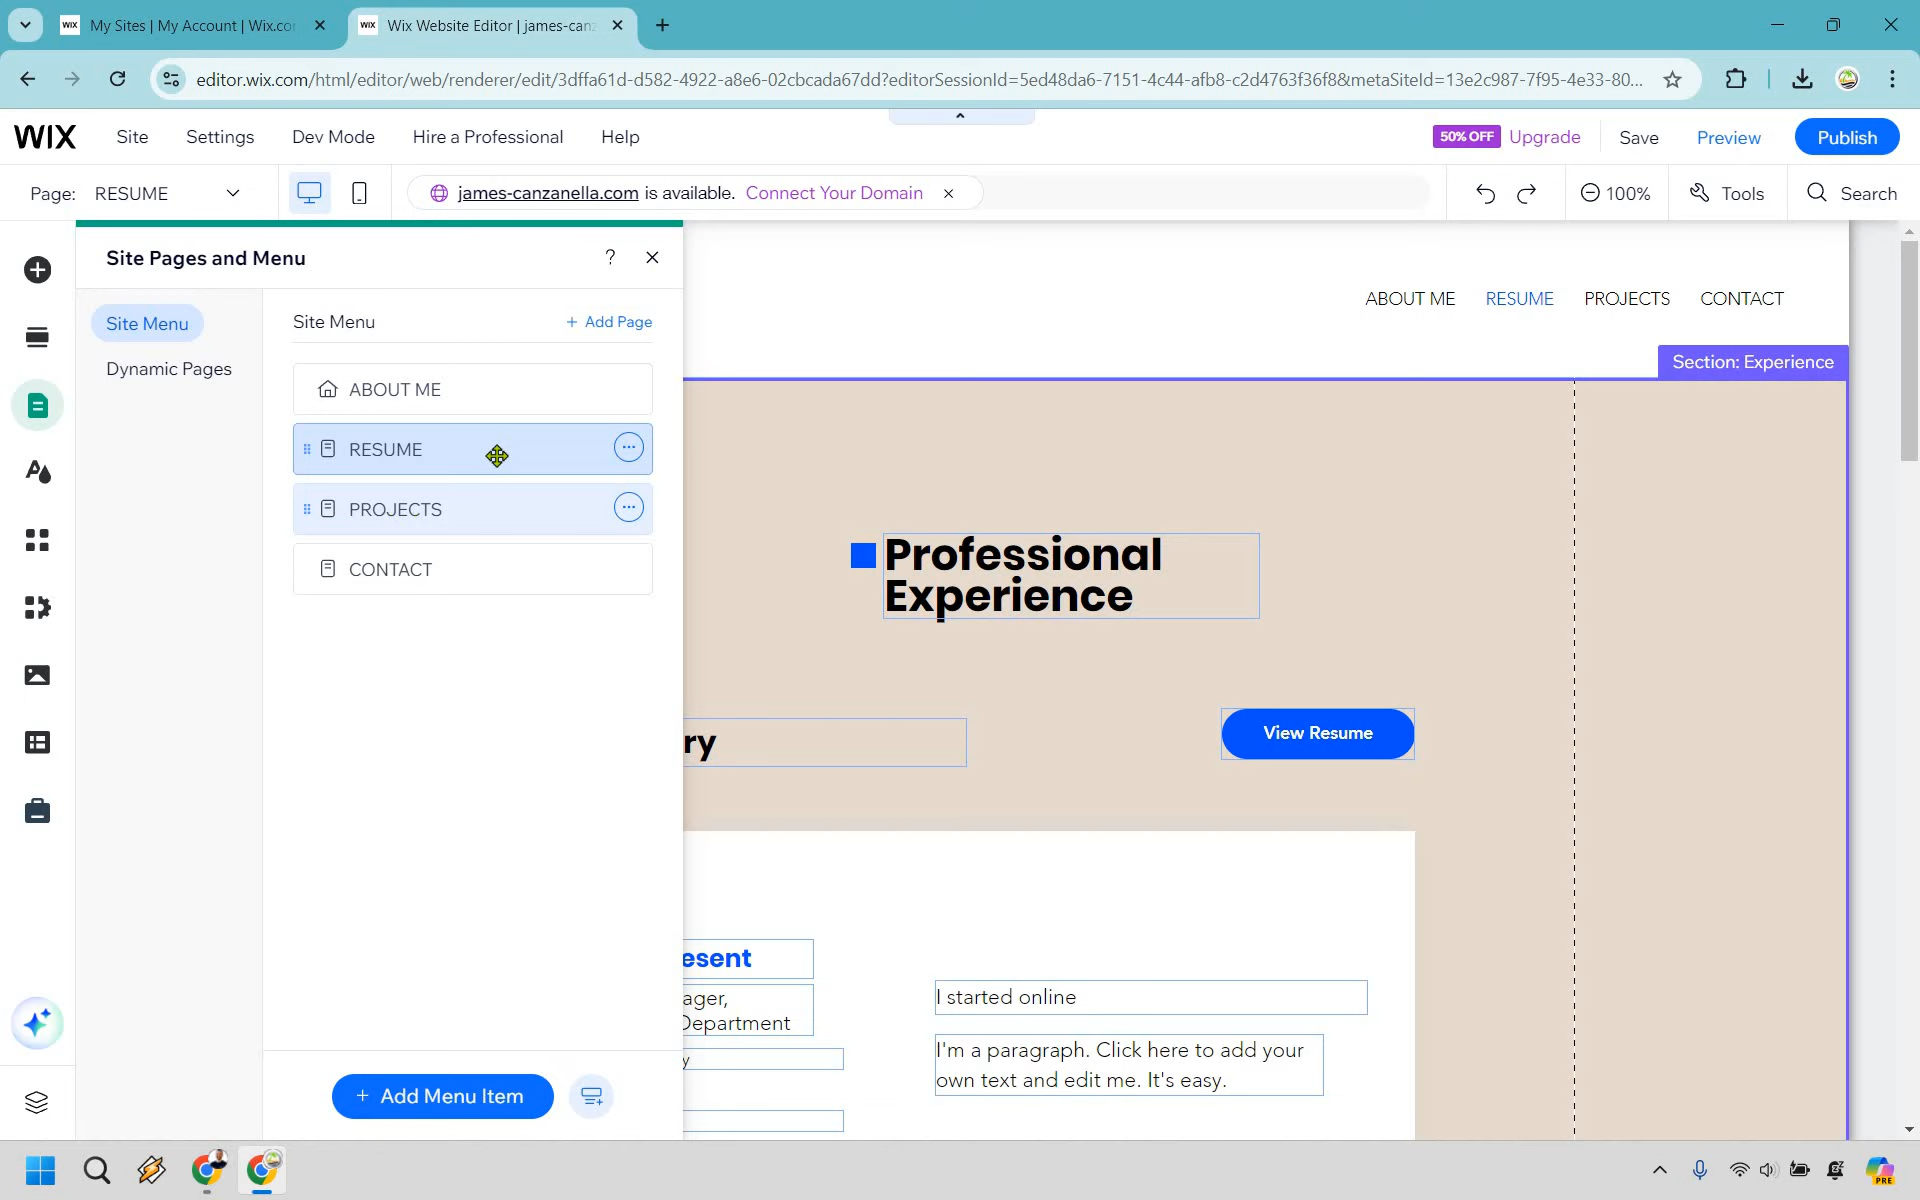 My Sites | My Account | Wix.co
Wix Website Editor | james-canz
editor.wix.com/html/editor/web/renderer/edit/3dffa61d-d582-4922-a8e6-02cbcada67dd?editorSessionId=5ed48da6-7151-4c44-afb8-c2d4763f36f8&metaSiteId=13e2c987-7f95-4e33-80...
WIX Site Settings Dev Mode Hire a Professional Help 50% OFF Upgrade Save Preview Publish
Page: RESUME james-canzanella.com is available. Connect Your Domain 100% Tools Search
Site Pages and Menu ?
Site Menu
Dynamic Pages
Site Menu + Add Page
ABOUT ME
RESUME
PROJECTS
CONTACT
+ Add Menu Item
ABOUT ME RESUME PROJECTS CONTACT
Section: Experience
Professional
Experience
ry
View Resume
esent
ager,
Department
y
I started online
I'm a paragraph. Click here to add your
own text and edit me. It's easy.
PRE